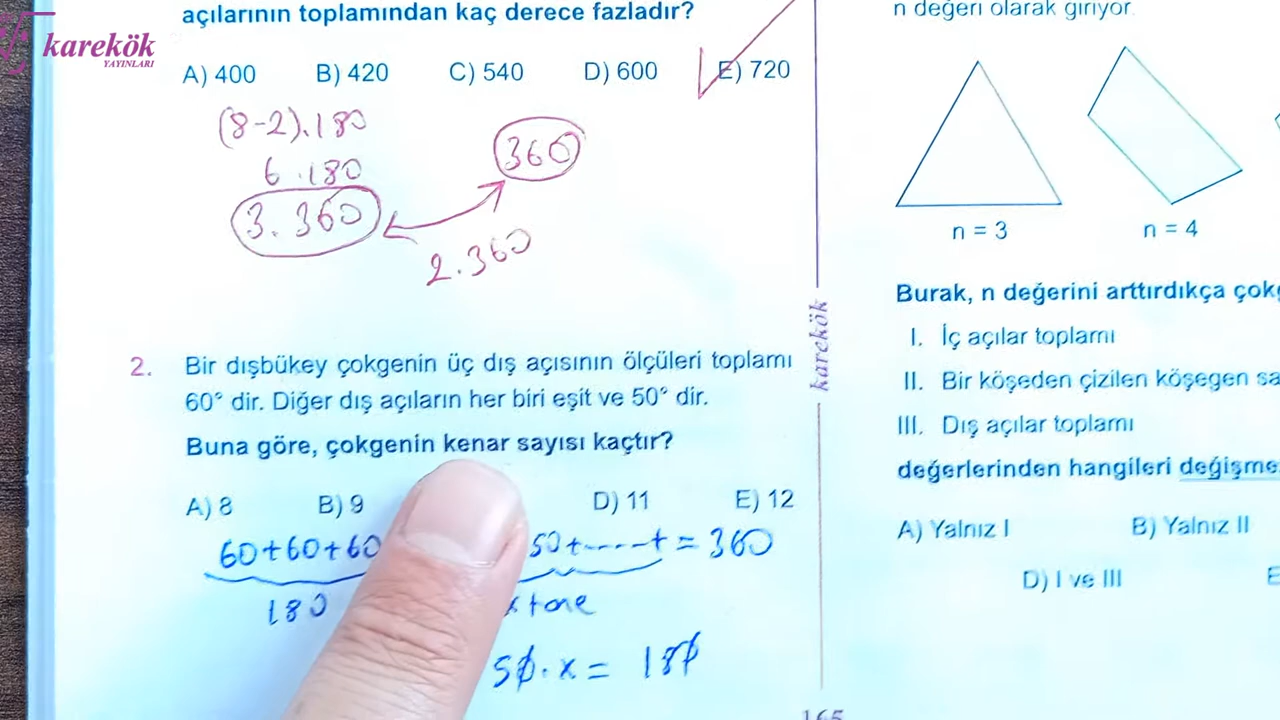 karekök
YAYINLARI
açılarının toplamından kaç derece fazladır?
A) 400 B) 420 C) 540 D) 600 E) 720
(8-2).180
6.180
3.360
360
2.360
2. Bir dışbükey çokgenin üç dış açısının ölçüleri toplamı
60° dir. Diğer dış açıların her biri eşit ve 50° dir.
Buna göre, çokgenin kenar sayısı kaçtır?
A) 8 B) 9 D) 11 E) 12
60+60+60 50+-----+ = 360
180 x tane
50.x = 180
karekök
165
n değeri olarak giriyor.
n = 3 n = 4
Burak, n değerini arttırdıkça
I. İç açılar toplamı
II. Bir köşeden çizilen köşegen
III. Dış açılar toplamı
değerlerinden hangileri
A) Yalnız I B) Yalnız II
D) I ve III E